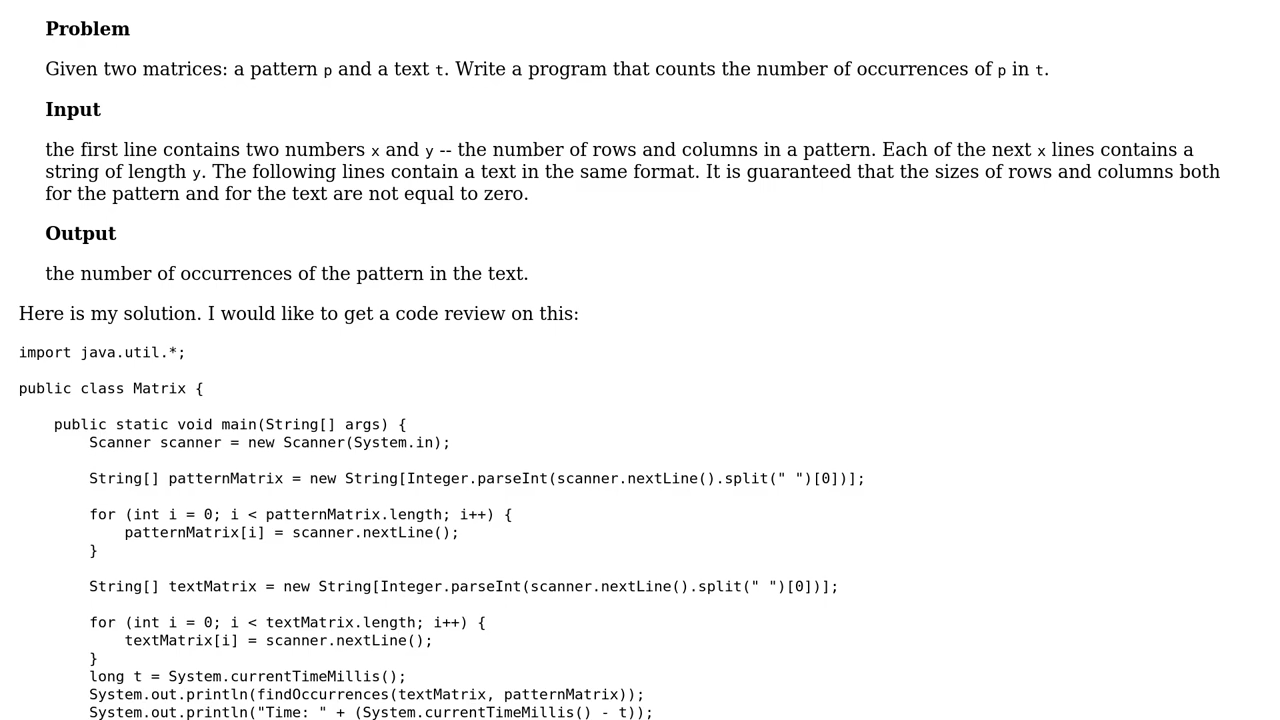 Problem
Given two matrices: a pattern p and a text t. Write a program that counts the number of occurrences of p in t.
Input
the first line contains two numbers x and y -- the number of rows and columns in a pattern. Each of the next x lines contains a
string of length y. The following lines contain a text in the same format. It is guaranteed that the sizes of rows and columns both
for the pattern and for the text are not equal to zero.
Output
the number of occurrences of the pattern in the text.
Here is my solution. I would like to get a code review on this:
import java.util.*;
public class Matrix {
    public static void main(String[] args) {
        Scanner scanner = new Scanner(System.in);
        String[] patternMatrix = new String[Integer.parseInt(scanner.nextLine().split(" ")[0])];
        for (int i = 0; i < patternMatrix.length; i++) {
            patternMatrix[i] = scanner.nextLine();
        }
        String[] textMatrix = new String[Integer.parseInt(scanner.nextLine().split(" ")[0])];
        for (int i = 0; i < textMatrix.length; i++) {
            textMatrix[i] = scanner.nextLine();
        }
        long t = System.currentTimeMillis();
        System.out.println(findOccurrences(textMatrix, patternMatrix));
        System.out.println("Time: " + (System.currentTimeMillis() - t));